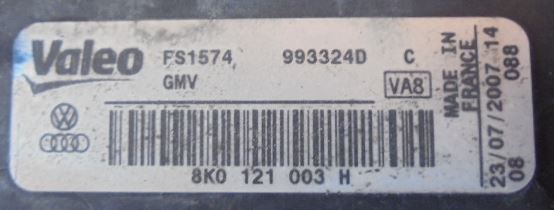 Valeo
FS1574 993324D C
GMV VA8
8K0 121 003 H
MADE IN
FRANCE
23/07/2007 14
08 088